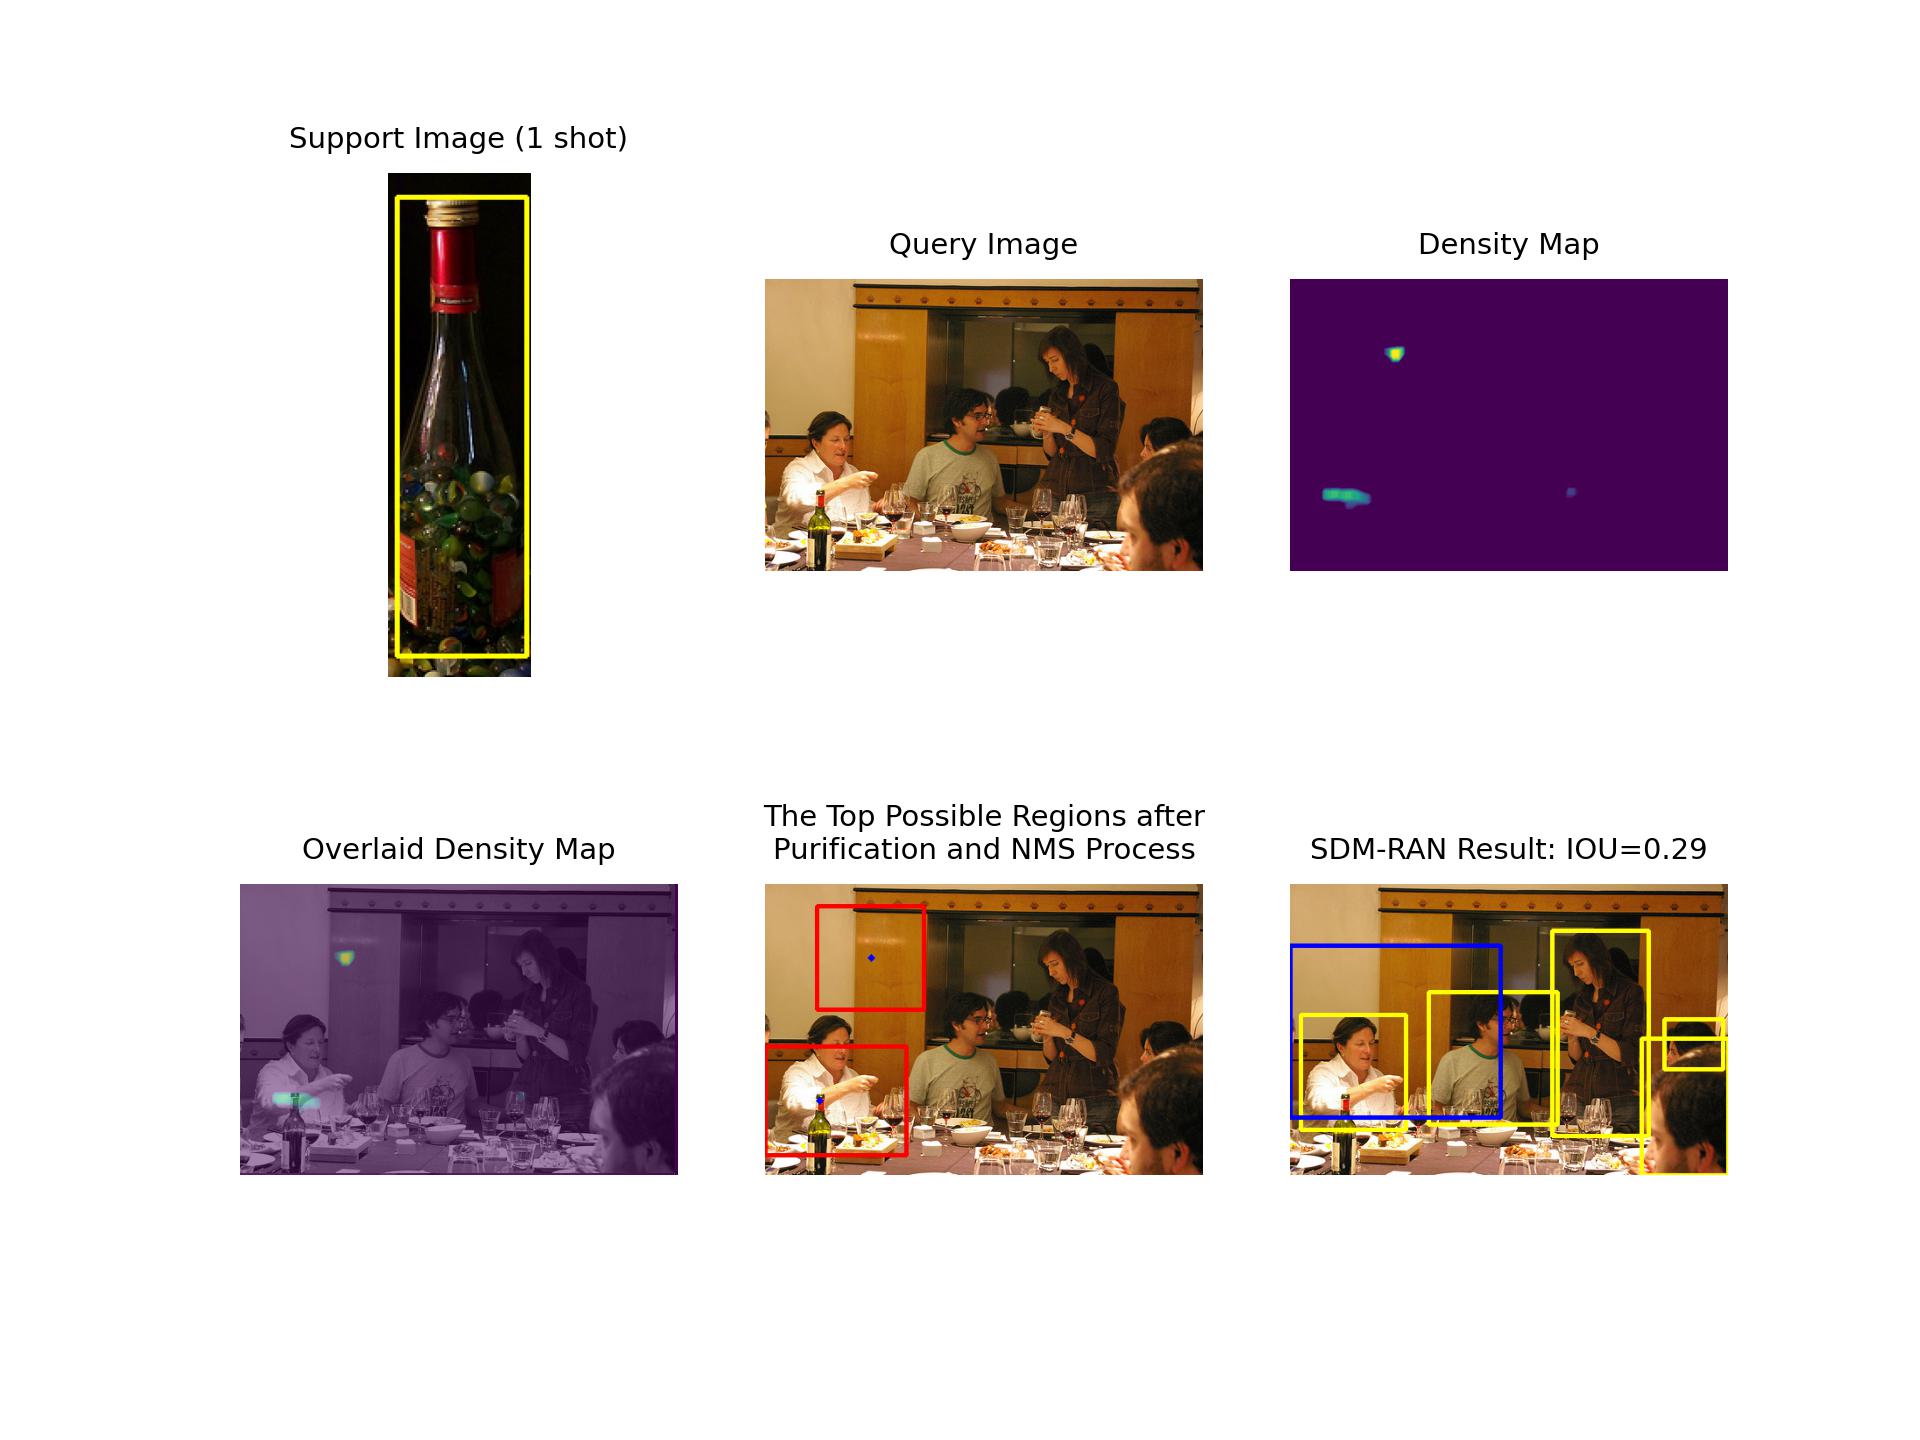 Support Image (1 shot)
Query Image
Density Map
Overlaid Density Map
The Top Possible Regions after
Purification and NMS Process
SDM-RAN Result: IOU=0.29